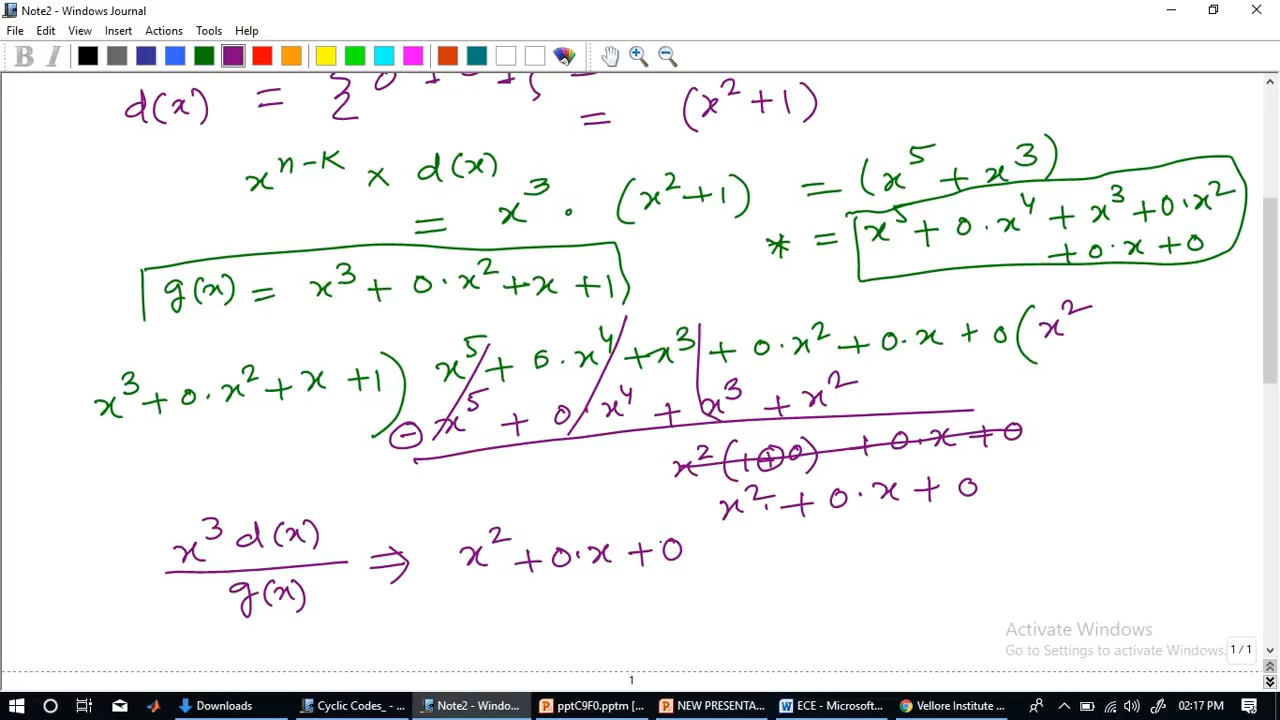 Note2 - Windows Journal
File Edit View Insert Actions Tools Help
B I
d(x) = {
= (x² + 1)
xⁿ⁻ᴷ × d(x)
= x³ . (x² + 1) = (x⁵ + x³)
* = x⁵ + 0.x⁴ + x³ + 0.x²
+ 0.x + 0
g(x) = x³ + 0.x² + x + 1
x³ + 0.x² + x + 1) x⁵ + 0.x⁴ + x³ + 0.x² + 0.x + 0 (x²
⊖ x⁵ + 0.x⁴ + x³ + x²
x² (1 ⊕ 0) + 0.x + 0
x². + 0.x + 0
x³ d(x) / g(x) ⇒ x² + 0.x + 0
Activate Windows
Go to Settings to activate Windows.
1 / 1
1
Downloads
Cyclic Codes_ - ...
Note2 - Windo...
pptC9F0.pptm [...
NEW PRESENTA...
ECE - Microsoft...
Vellore Institute ...
02:17 PM